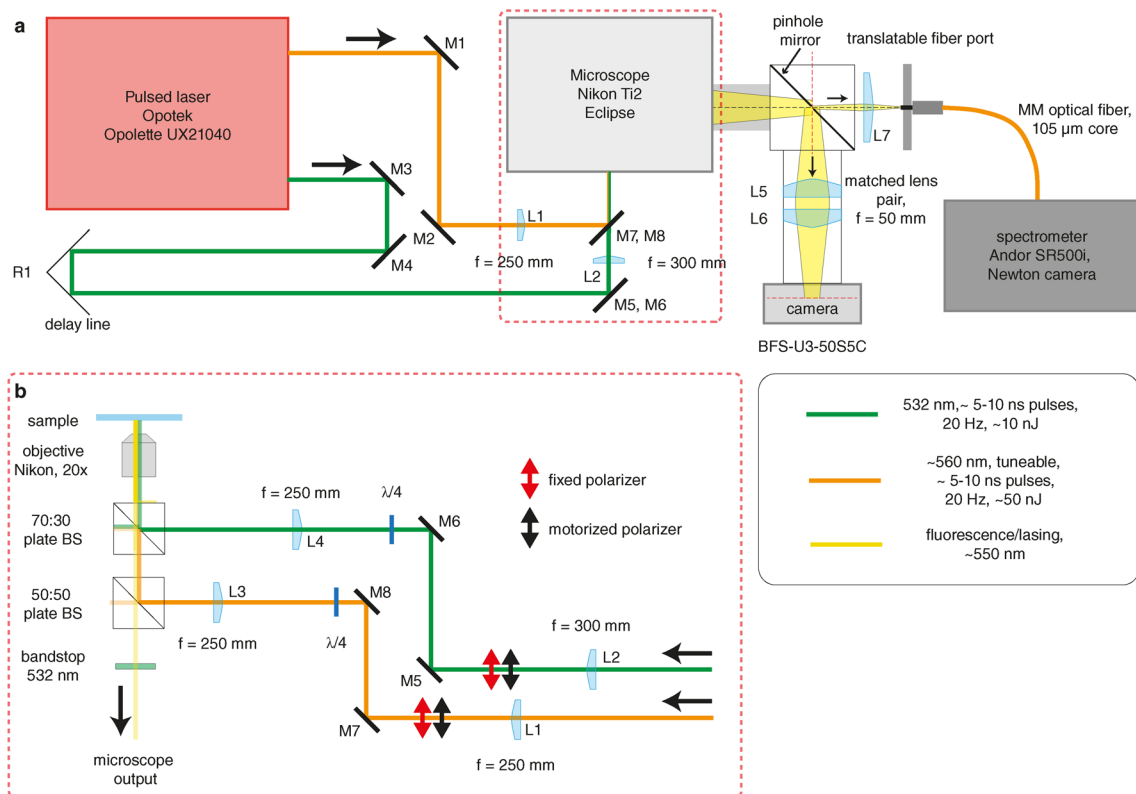 a
Pulsed laser
Opotek
Opolette UX21040
M1
M3
M2
M4
R1
delay line
L1
f = 250 mm
Microscope
Nikon Ti2
Eclipse
M7, M8
L2
f = 300 mm
M5, M6
pinhole
mirror
translatable fiber port
L7
MM optical fiber,
105 µm core
L5
L6
matched lens
pair,
f = 50 mm
camera
BFS-U3-50S5C
spectrometer
Andor SR500i,
Newton camera
b
sample
objective
Nikon, 20x
70:30
plate BS
50:50
plate BS
bandstop
532 nm
microscope
output
f = 250 mm
L4
λ/4
M6
L3
f = 250 mm
λ/4
M8
fixed polarizer
motorized polarizer
f = 300 mm
L2
M5
M7
L1
f = 250 mm
532 nm,~ 5-10 ns pulses,
20 Hz, ~10 nJ
~560 nm, tuneable,
~ 5-10 ns pulses,
20 Hz, ~50 nJ
fluorescence/lasing,
~550 nm